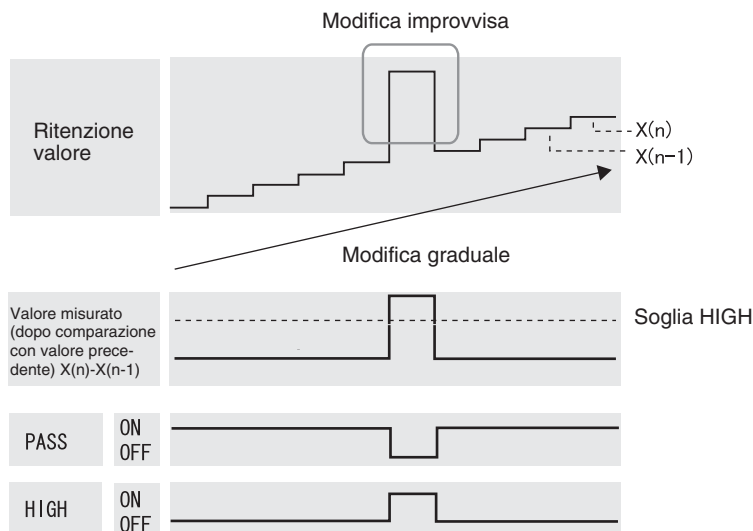 Modifica improvvisa
Ritenzione
valore
X(n)
X(n-1)
Modifica graduale
Valore misurato
(dopo comparazione
con valore prece-
dente) X(n)-X(n-1)
Soglia HIGH
PASS
ON
OFF
HIGH
ON
OFF